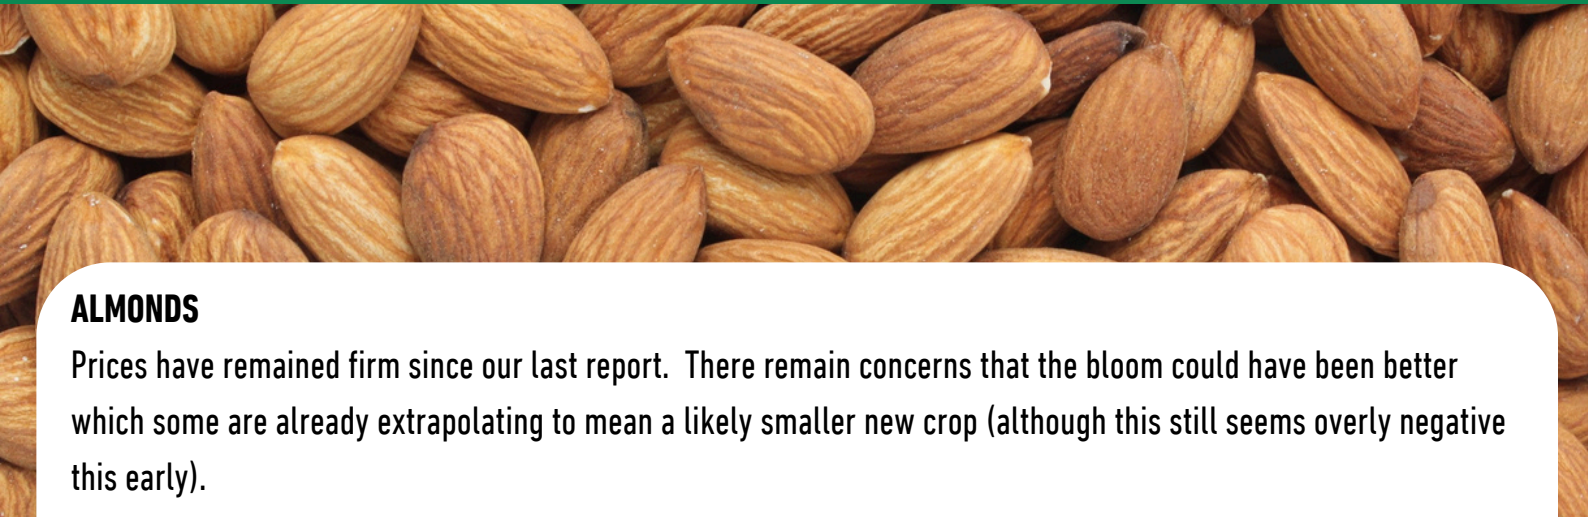 ALMONDS
Prices have remained firm since our last report.  There remain concerns that the bloom could have been better
which some are already extrapolating to mean a likely smaller new crop (although this still seems overly negative
this early).